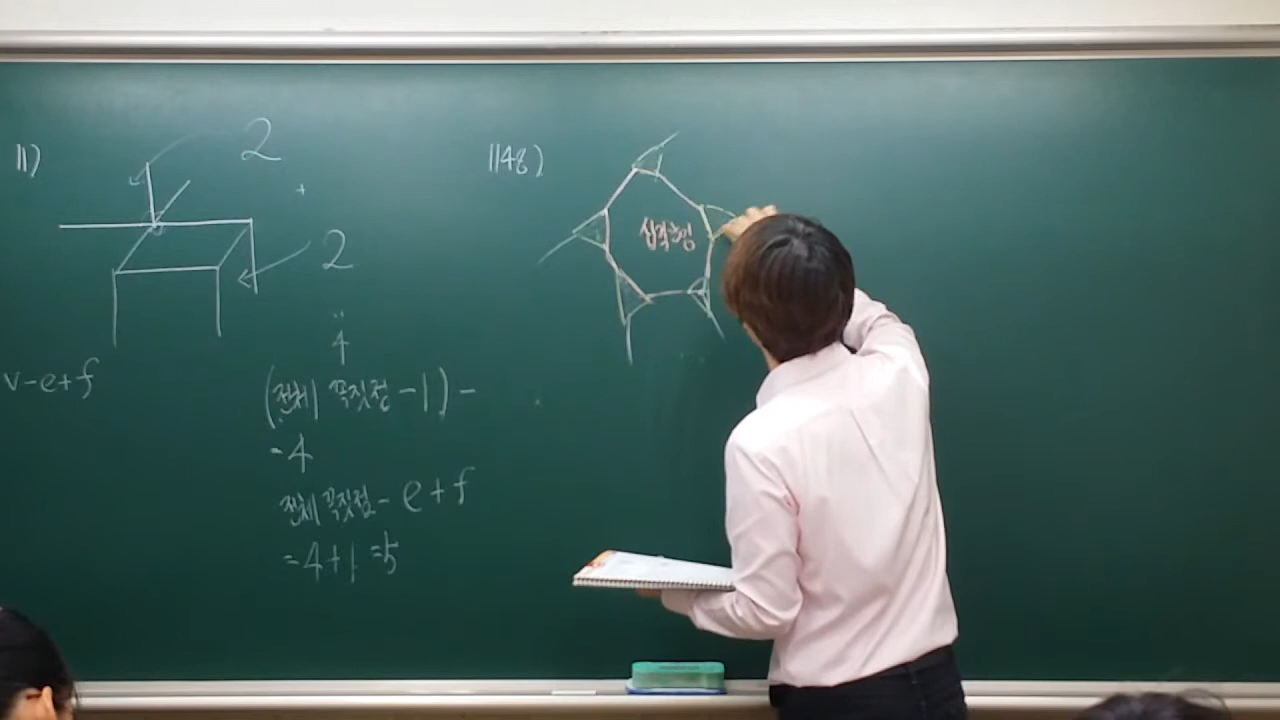 11)
2
2
4
v-e+f
(전체 꼭짓점 -1) -
=4
전체 꼭짓점 - e+f
=4+1=5
1148)
십각형